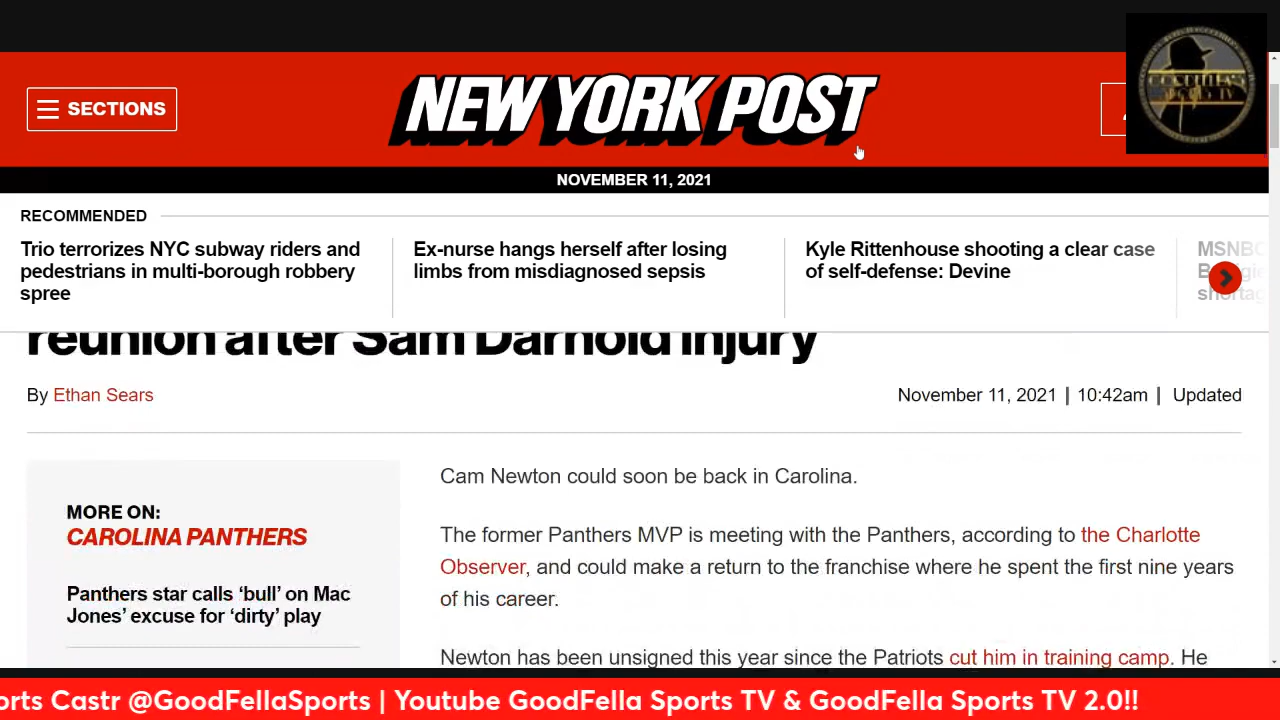 SECTIONS
NEW YORK POST
GOODFELLA'S
SPORTS TV
NOVEMBER 11, 2021
RECOMMENDED
Trio terrorizes NYC subway riders and
pedestrians in multi-borough robbery
spree
Ex-nurse hangs herself after losing
limbs from misdiagnosed sepsis
Kyle Rittenhouse shooting a clear case
of self-defense: Devine
MSNBC
reunion after Sam Darnold injury
By Ethan Sears
November 11, 2021 | 10:42am | Updated
MORE ON:
CAROLINA PANTHERS
Panthers star calls ‘bull’ on Mac
Jones’ excuse for ‘dirty’ play
Cam Newton could soon be back in Carolina.
The former Panthers MVP is meeting with the Panthers, according to the Charlotte
Observer, and could make a return to the franchise where he spent the first nine years
of his career.
Newton has been unsigned this year since the Patriots cut him in training camp. He
orts Castr @GoodFellaSports | Youtube GoodFella Sports TV & GoodFella Sports TV 2.0!!